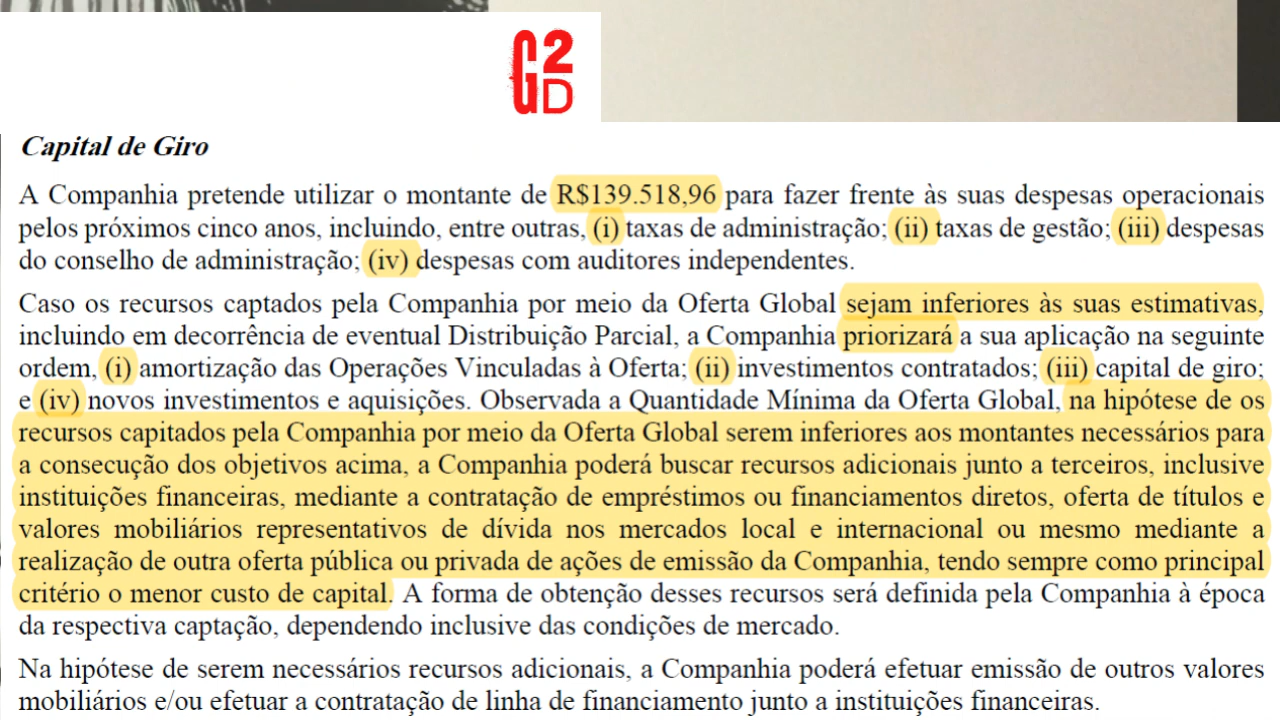 G2D
Capital de Giro
A Companhia pretende utilizar o montante de R$139.518,96 para fazer frente às suas despesas operacionais
pelos próximos cinco anos, incluindo, entre outras, (i) taxas de administração; (ii) taxas de gestão; (iii) despesas
do conselho de administração; (iv) despesas com auditores independentes.
Caso os recursos captados pela Companhia por meio da Oferta Global sejam inferiores às suas estimativas,
incluindo em decorrência de eventual Distribuição Parcial, a Companhia priorizará a sua aplicação na seguinte
ordem, (i) amortização das Operações Vinculadas à Oferta; (ii) investimentos contratados; (iii) capital de giro;
e (iv) novos investimentos e aquisições. Observada a Quantidade Mínima da Oferta Global, na hipótese de os
recursos capitados pela Companhia por meio da Oferta Global serem inferiores aos montantes necessários para
a consecução dos objetivos acima, a Companhia poderá buscar recursos adicionais junto a terceiros, inclusive
instituições financeiras, mediante a contratação de empréstimos ou financiamentos diretos, oferta de títulos e
valores mobiliários representativos de dívida nos mercados local e internacional ou mesmo mediante a
realização de outra oferta pública ou privada de ações de emissão da Companhia, tendo sempre como principal
critério o menor custo de capital. A forma de obtenção desses recursos será definida pela Companhia à época
da respectiva captação, dependendo inclusive das condições de mercado.
Na hipótese de serem necessários recursos adicionais, a Companhia poderá efetuar emissão de outros valores
mobiliários e/ou efetuar a contratação de linha de financiamento junto a instituições financeiras.